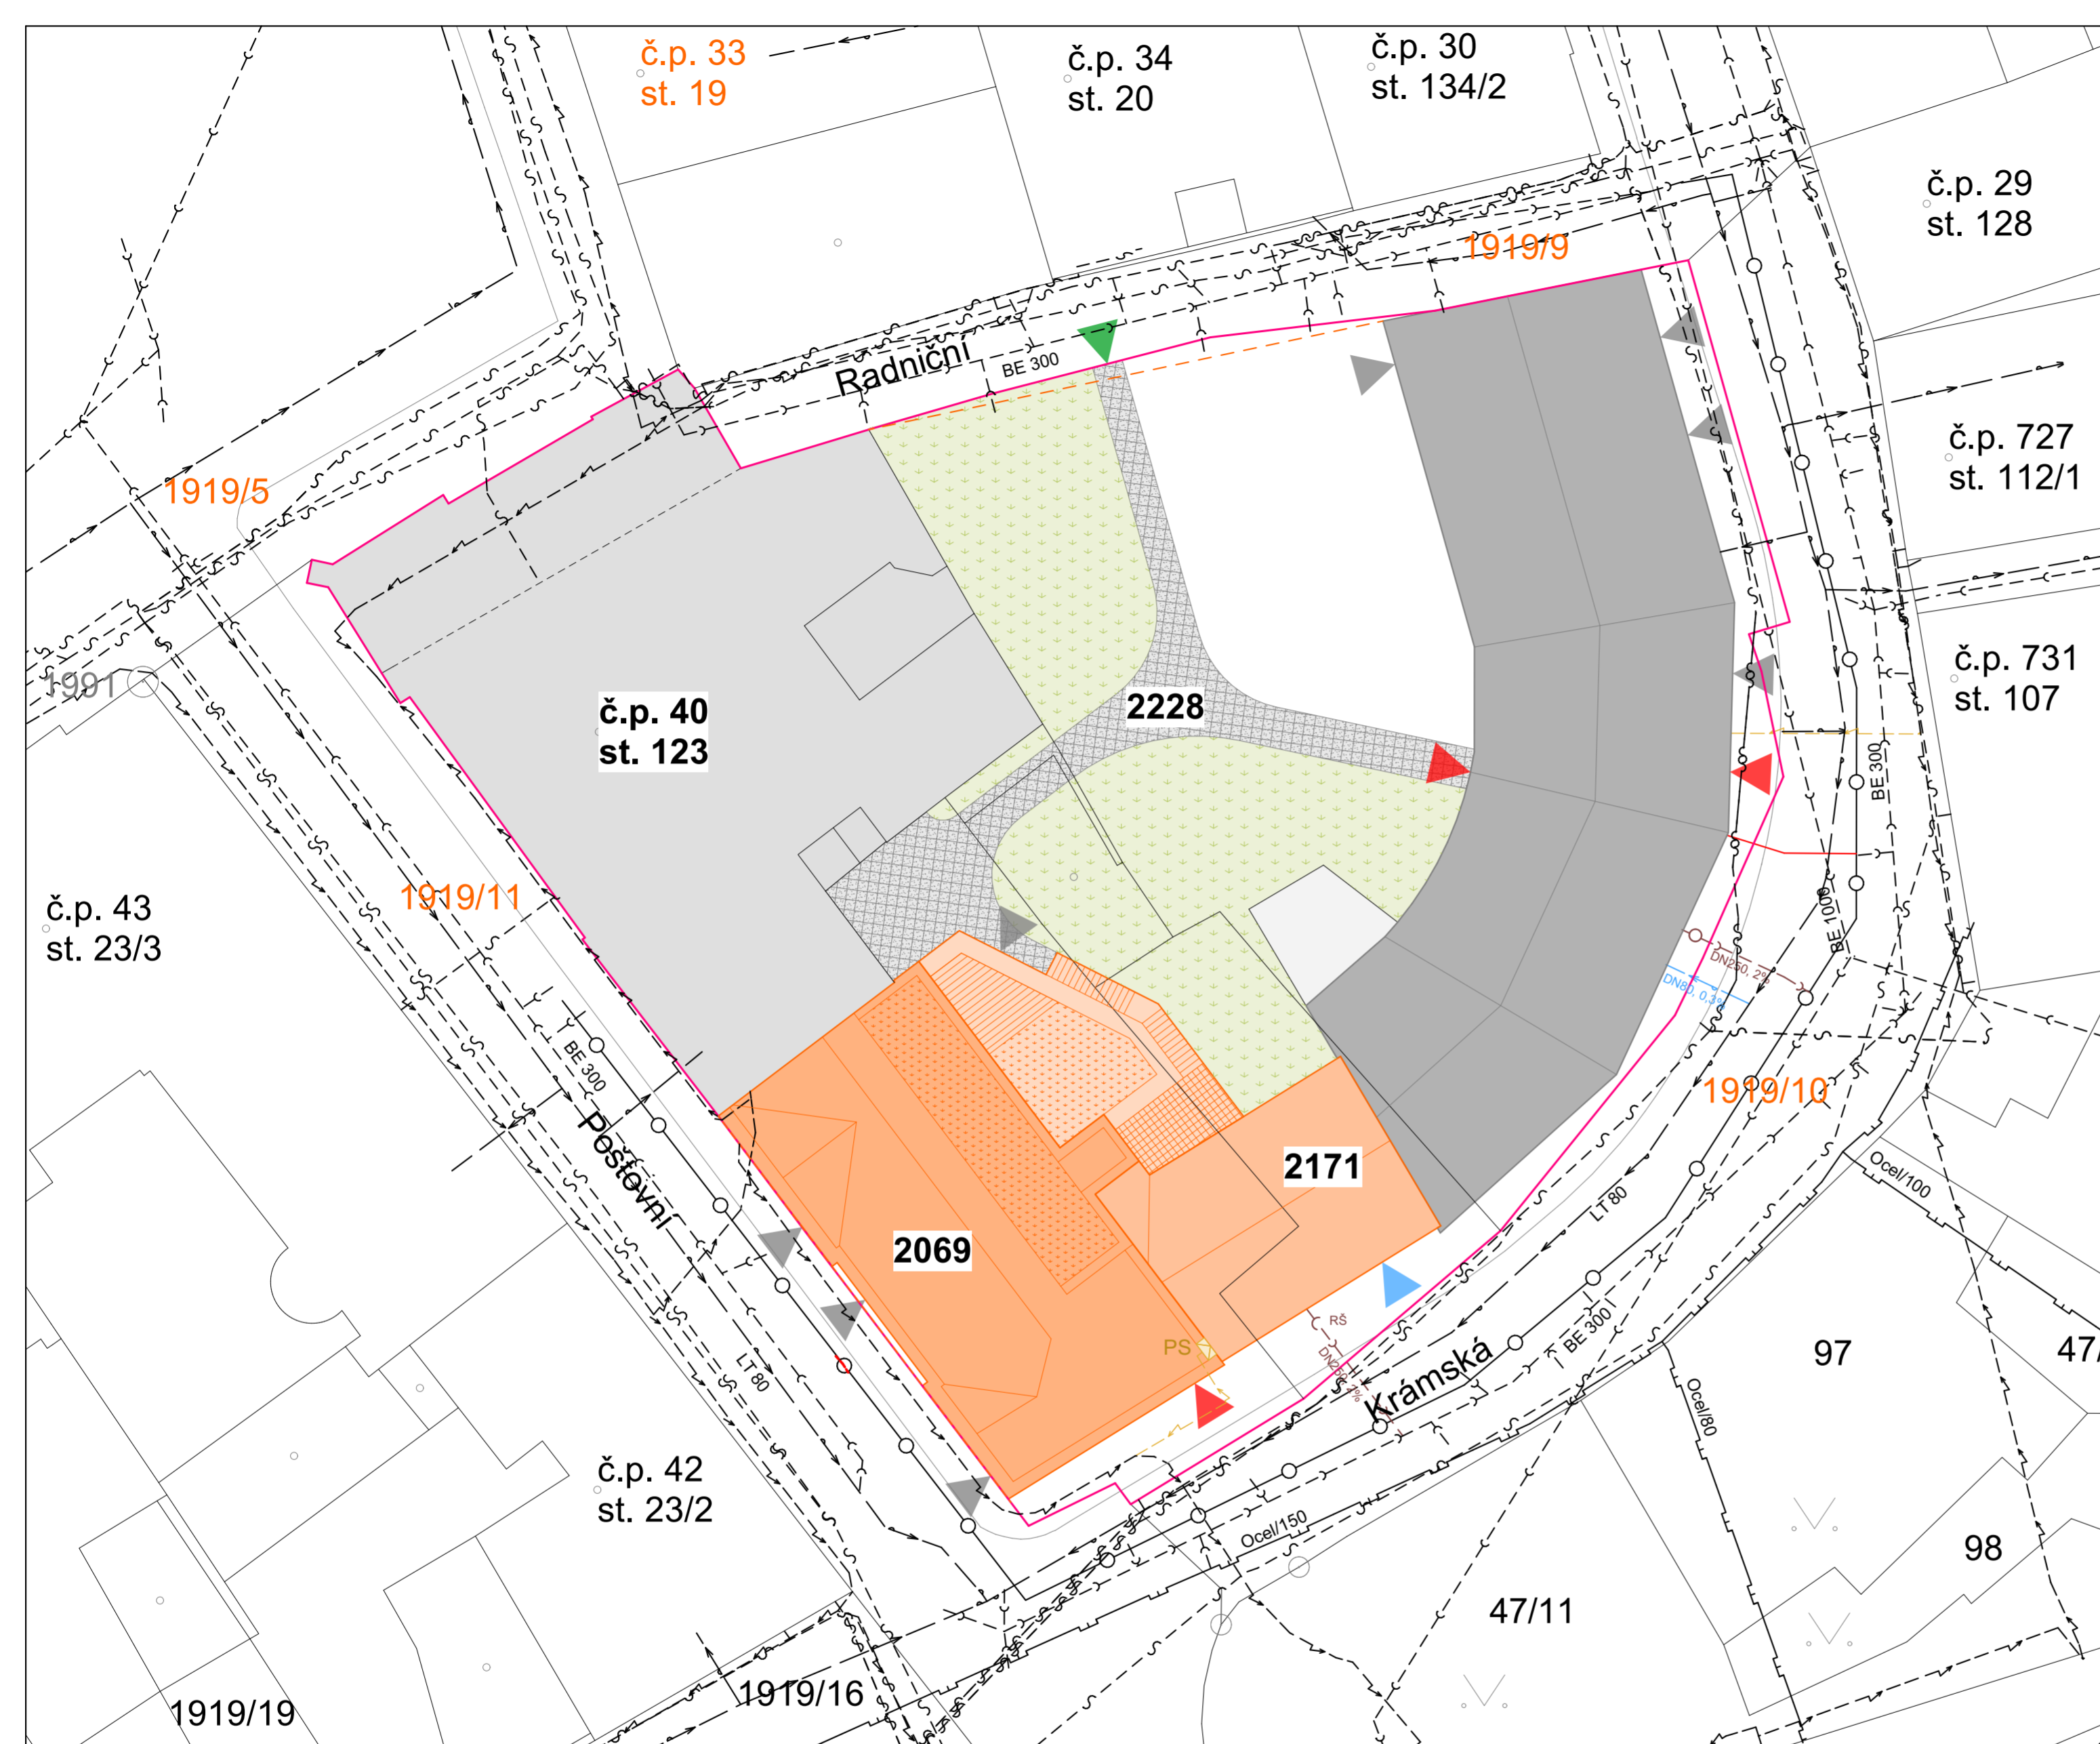 č.p. 33
st. 19
č.p. 34
st. 20
č.p. 30
st. 134/2
č.p. 29
st. 128
1919/9
Radniční
BE 300
1919/5
č.p. 727
st. 112/1
1991
č.p. 40
st. 123
2228
č.p. 731
st. 107
BE 300
1919/11
č.p. 43
st. 23/3
BE 1000
DN250, 2%
DN80, 0,3%
1919/10
BE 300
Poštovní
2171
Ocel/100
LT 80
2069
RŠ
PS
DN250, 2%
BE 300
Krámská
97
47/
LT 80
Ocel/80
č.p. 42
st. 23/2
Ocel/150
98
47/11
1919/16
1919/19